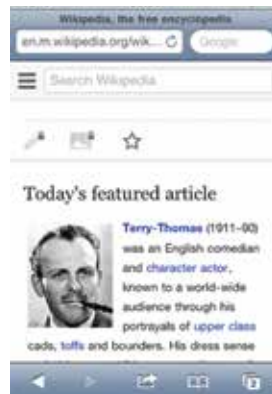 Wikipedia, the free encyclopedia
en.m.wikipedia.org/wik...
Google
Search Wikipedia
Today's featured article
Terry-Thomas (1911–90)
was an English comedian
and character actor,
known to a world-wide
audience through his
portrayals of upper class
cads, toffs and bounders. His dress sense